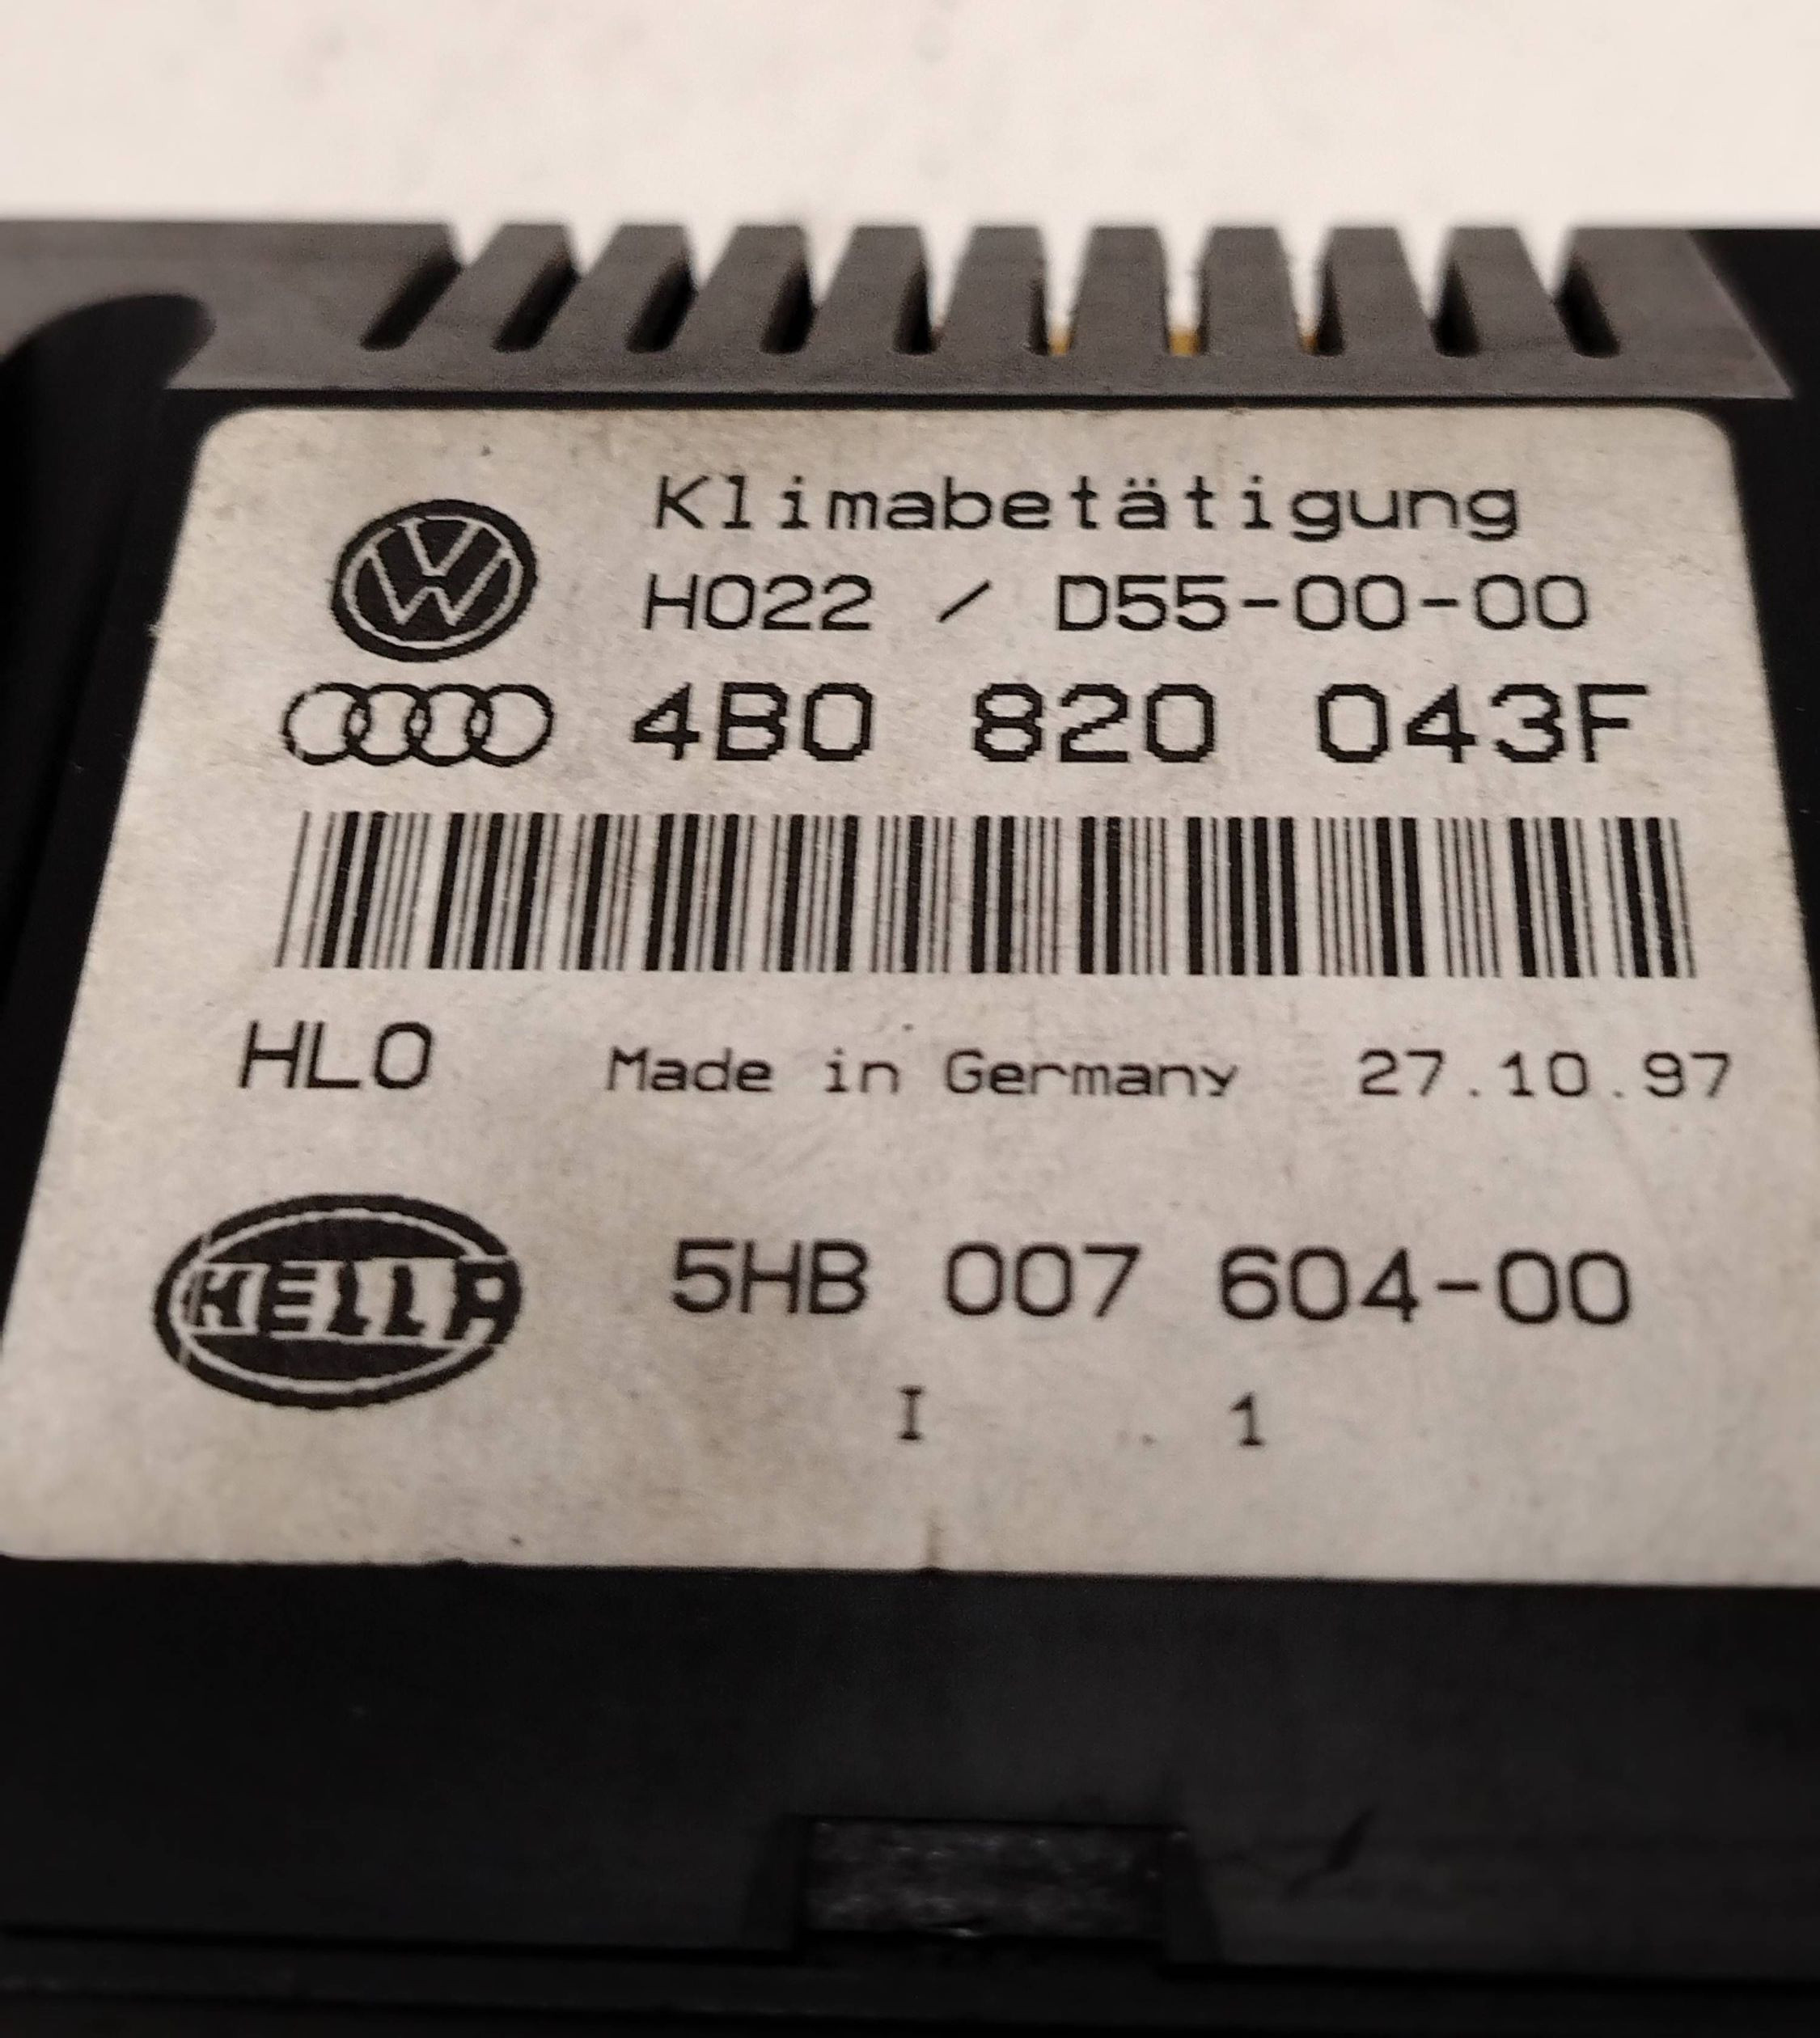 Klimabetätigung
H022 / D55-00-00
4B0 820 043F
HLO Made in Germany 27.10.97
HELLA 5HB 007 604-00
I 1